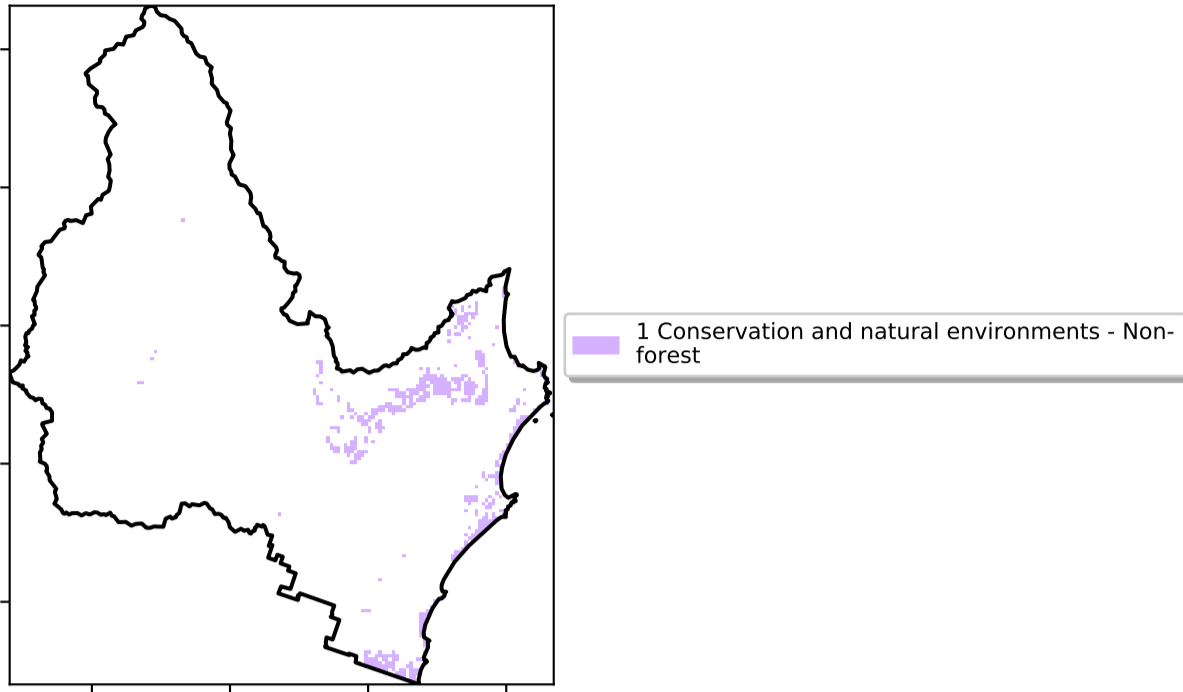 1 Conservation and natural environments - Non-
forest